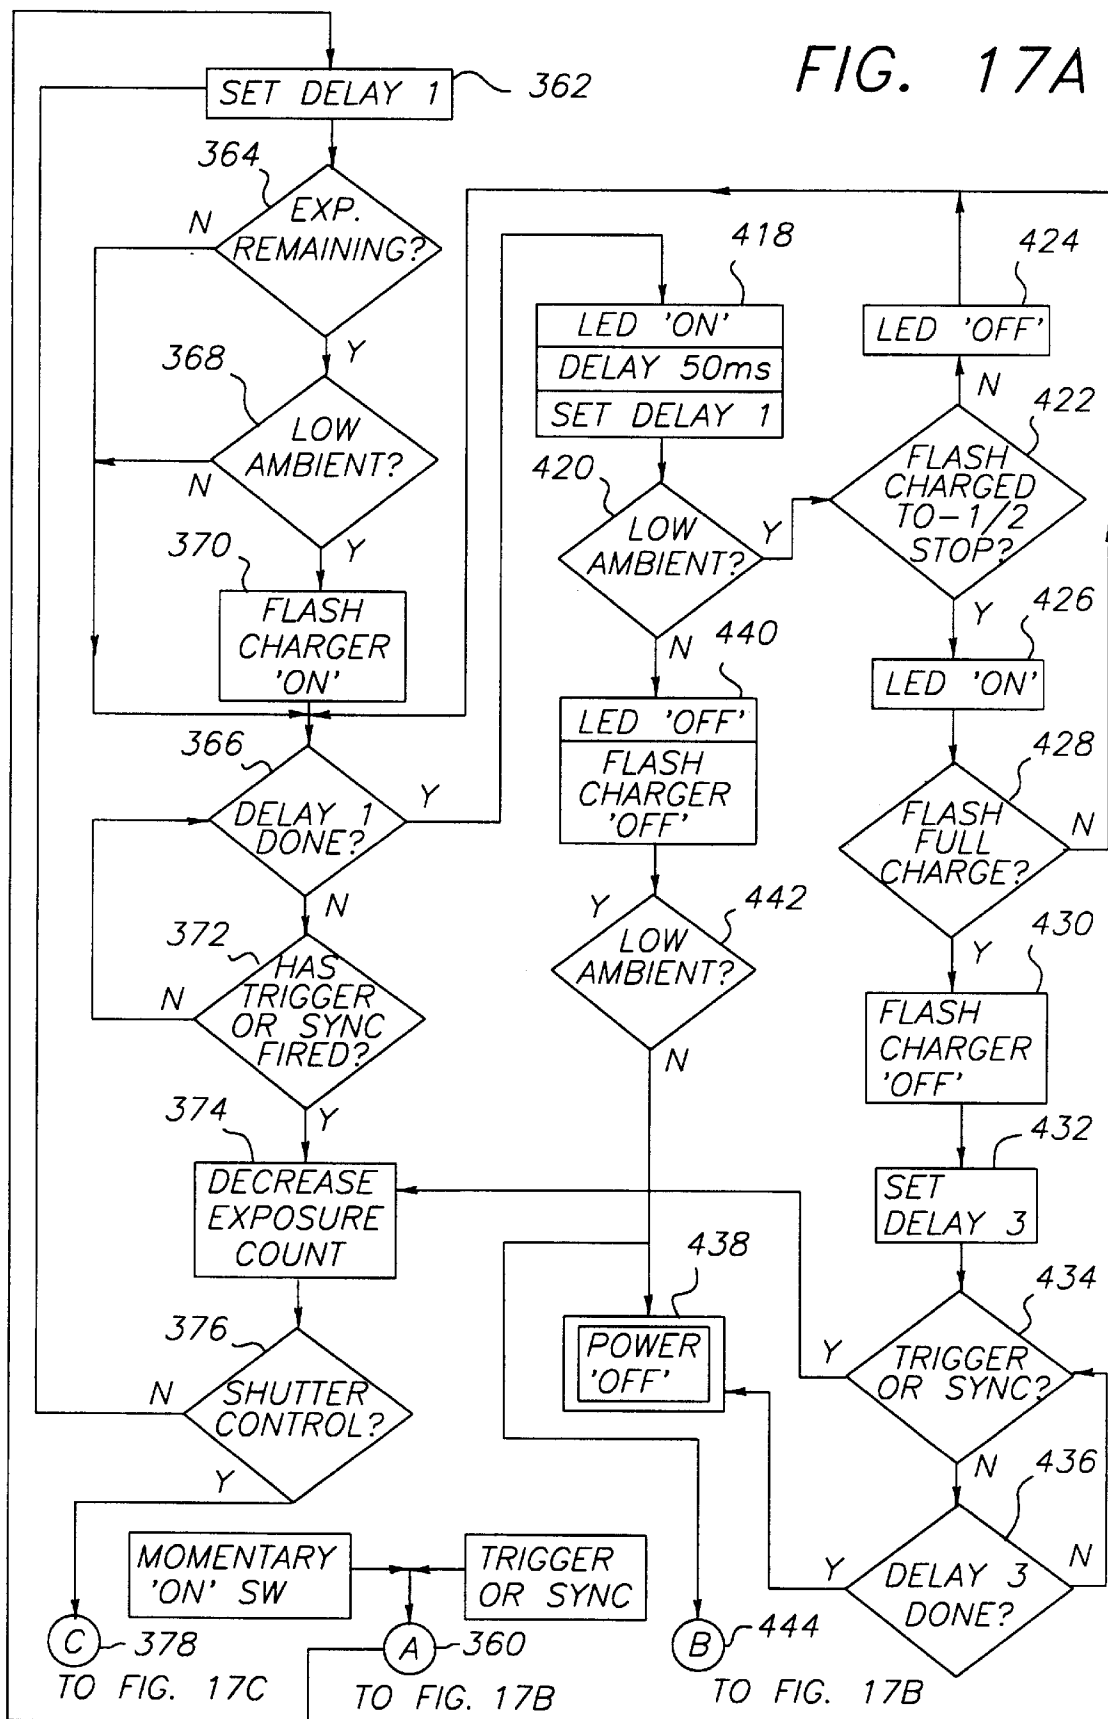 FIG. 17A
SET DELAY 1
362
364
EXP.
REMAINING?
N
Y
368
LOW
AMBIENT?
N
Y
370
FLASH
CHARGER
'ON'
366
DELAY 1
DONE?
Y
N
372
HAS
TRIGGER
OR SYNC
FIRED?
N
Y
374
DECREASE
EXPOSURE
COUNT
376
SHUTTER
CONTROL?
N
Y
MOMENTARY
'ON' SW
TRIGGER
OR SYNC
C
378
TO FIG. 17C
A
360
TO FIG. 17B
418
LED 'ON'
DELAY 50ms
SET DELAY 1
420
LOW
AMBIENT?
Y
N
440
LED 'OFF'
FLASH
CHARGER
'OFF'
442
Y
LOW
AMBIENT?
N
438
POWER
'OFF'
B
444
TO FIG. 17B
424
LED 'OFF'
N
422
FLASH
CHARGED
TO-1/2
STOP?
Y
426
LED 'ON'
428
FLASH
FULL
CHARGE?
N
Y
430
FLASH
CHARGER
'OFF'
432
SET
DELAY 3
434
TRIGGER
OR SYNC?
Y
N
436
DELAY 3
DONE?
Y
N